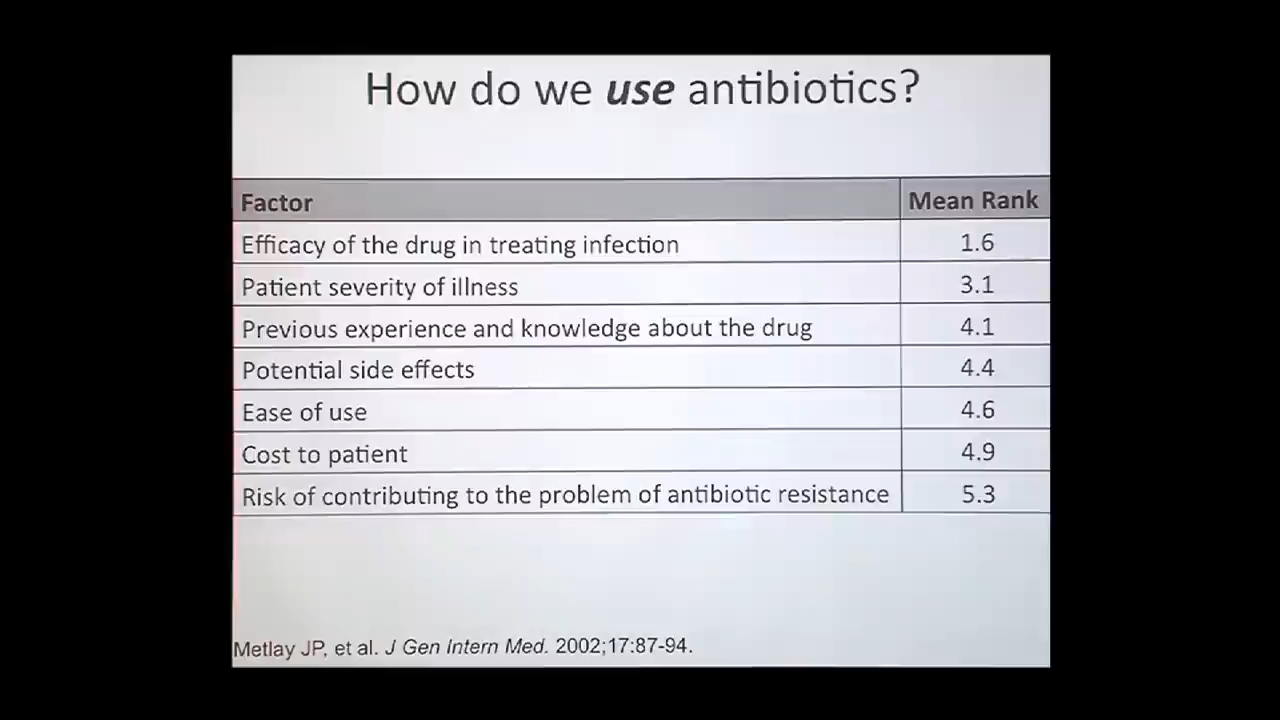 How do we use antibiotics?
Factor Mean Rank
Efficacy of the drug in treating infection 1.6
Patient severity of illness 3.1
Previous experience and knowledge about the drug 4.1
Potential side effects 4.4
Ease of use 4.6
Cost to patient 4.9
Risk of contributing to the problem of antibiotic resistance 5.3
Metlay JP, et al. J Gen Intern Med. 2002;17:87-94.